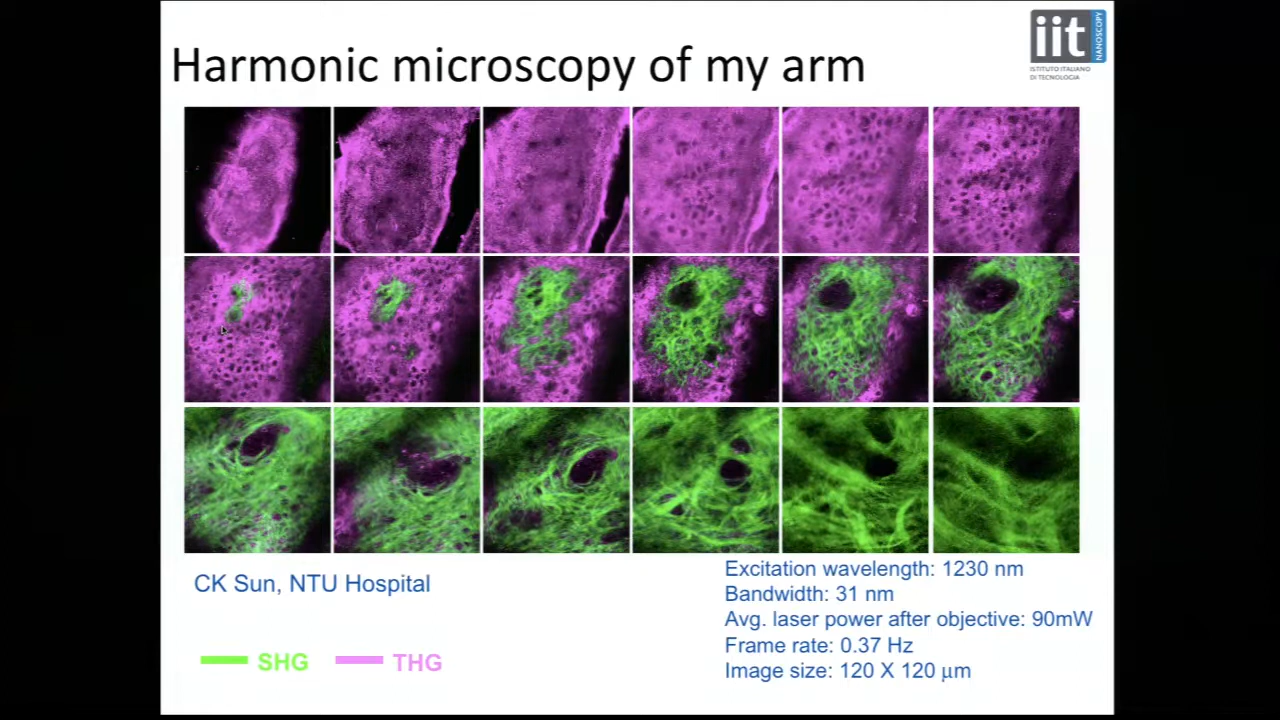 Harmonic microscopy of my arm
iit
NANOSCOPY
ISTITUTO ITALIANO
DI TECNOLOGIA
CK Sun, NTU Hospital
SHG THG
Excitation wavelength: 1230 nm
Bandwidth: 31 nm
Avg. laser power after objective: 90mW
Frame rate: 0.37 Hz
Image size: 120 X 120 μm